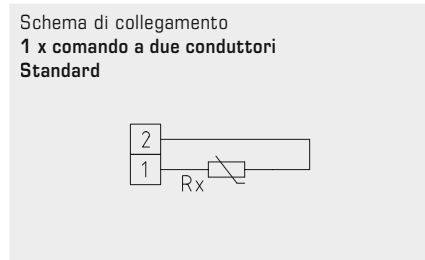 Schema di collegamento
1 x comando a due conduttori
Standard
2
1
Rx